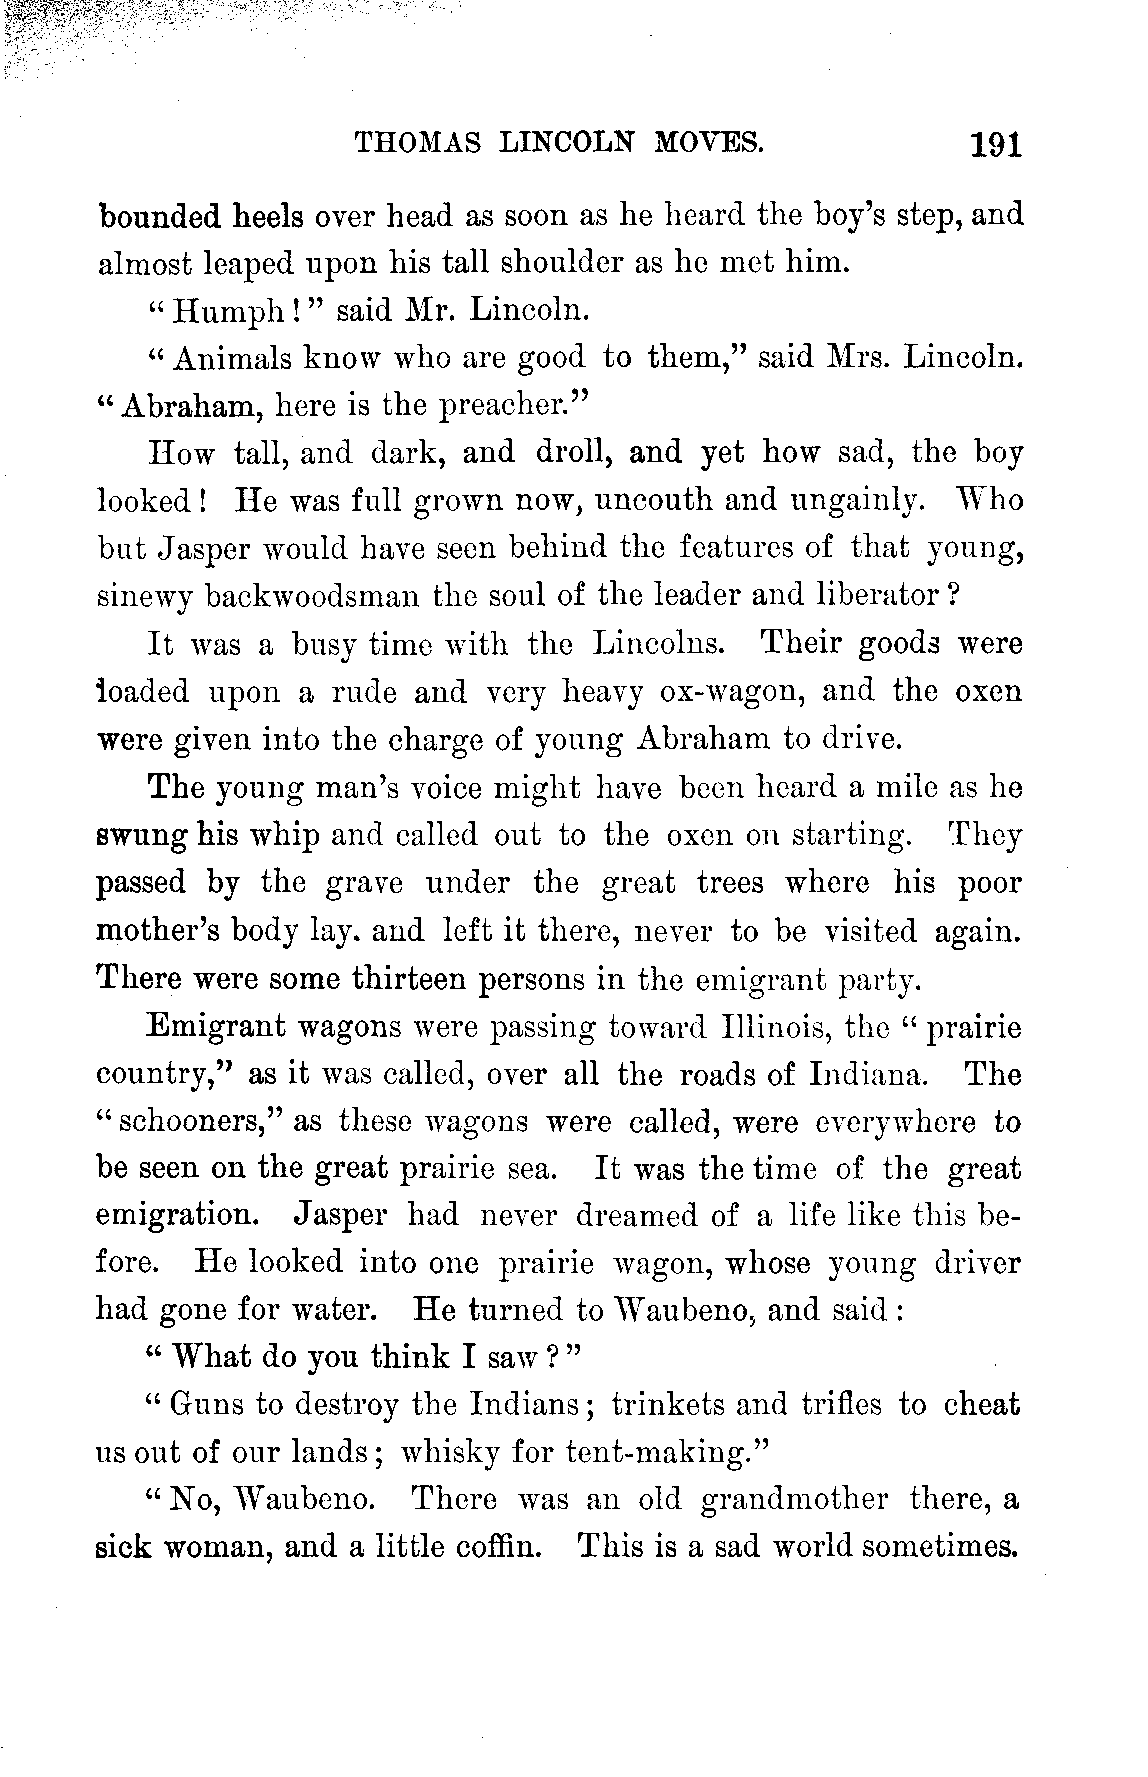 THOMAS LINCOLN MOVES. 191
bounded heels over head as soon as he heard the boy's step, and
almost leaped upon his tall shoulder as he met him.
"Humph!" said Mr. Lincoln.
"Animals know who are good to them," said Mrs. Lincoln.
"Abraham, here is the preacher."
How tall, and dark, and droll, and yet how sad, the boy
looked! He was full grown now, uncouth and ungainly. Who
but Jasper would have seen behind the features of that young,
sinewy backwoodsman the soul of the leader and liberator?
It was a busy time with the Lincolns. Their goods were
loaded upon a rude and very heavy ox-wagon, and the oxen
were given into the charge of young Abraham to drive.
The young man's voice might have been heard a mile as he
swung his whip and called out to the oxen on starting. They
passed by the grave under the great trees where his poor
mother's body lay. and left it there, never to be visited again.
There were some thirteen persons in the emigrant party.
Emigrant wagons were passing toward Illinois, the "prairie
country," as it was called, over all the roads of Indiana. The
"schooners," as these wagons were called, were everywhere to
be seen on the great prairie sea. It was the time of the great
emigration. Jasper had never dreamed of a life like this be-
fore. He looked into one prairie wagon, whose young driver
had gone for water. He turned to Waubeno, and said:
"What do you think I saw?"
"Guns to destroy the Indians; trinkets and trifles to cheat
us out of our lands; whisky for tent-making."
"No, Waubeno. There was an old grandmother there, a
sick woman, and a little coffin. This is a sad world sometimes.